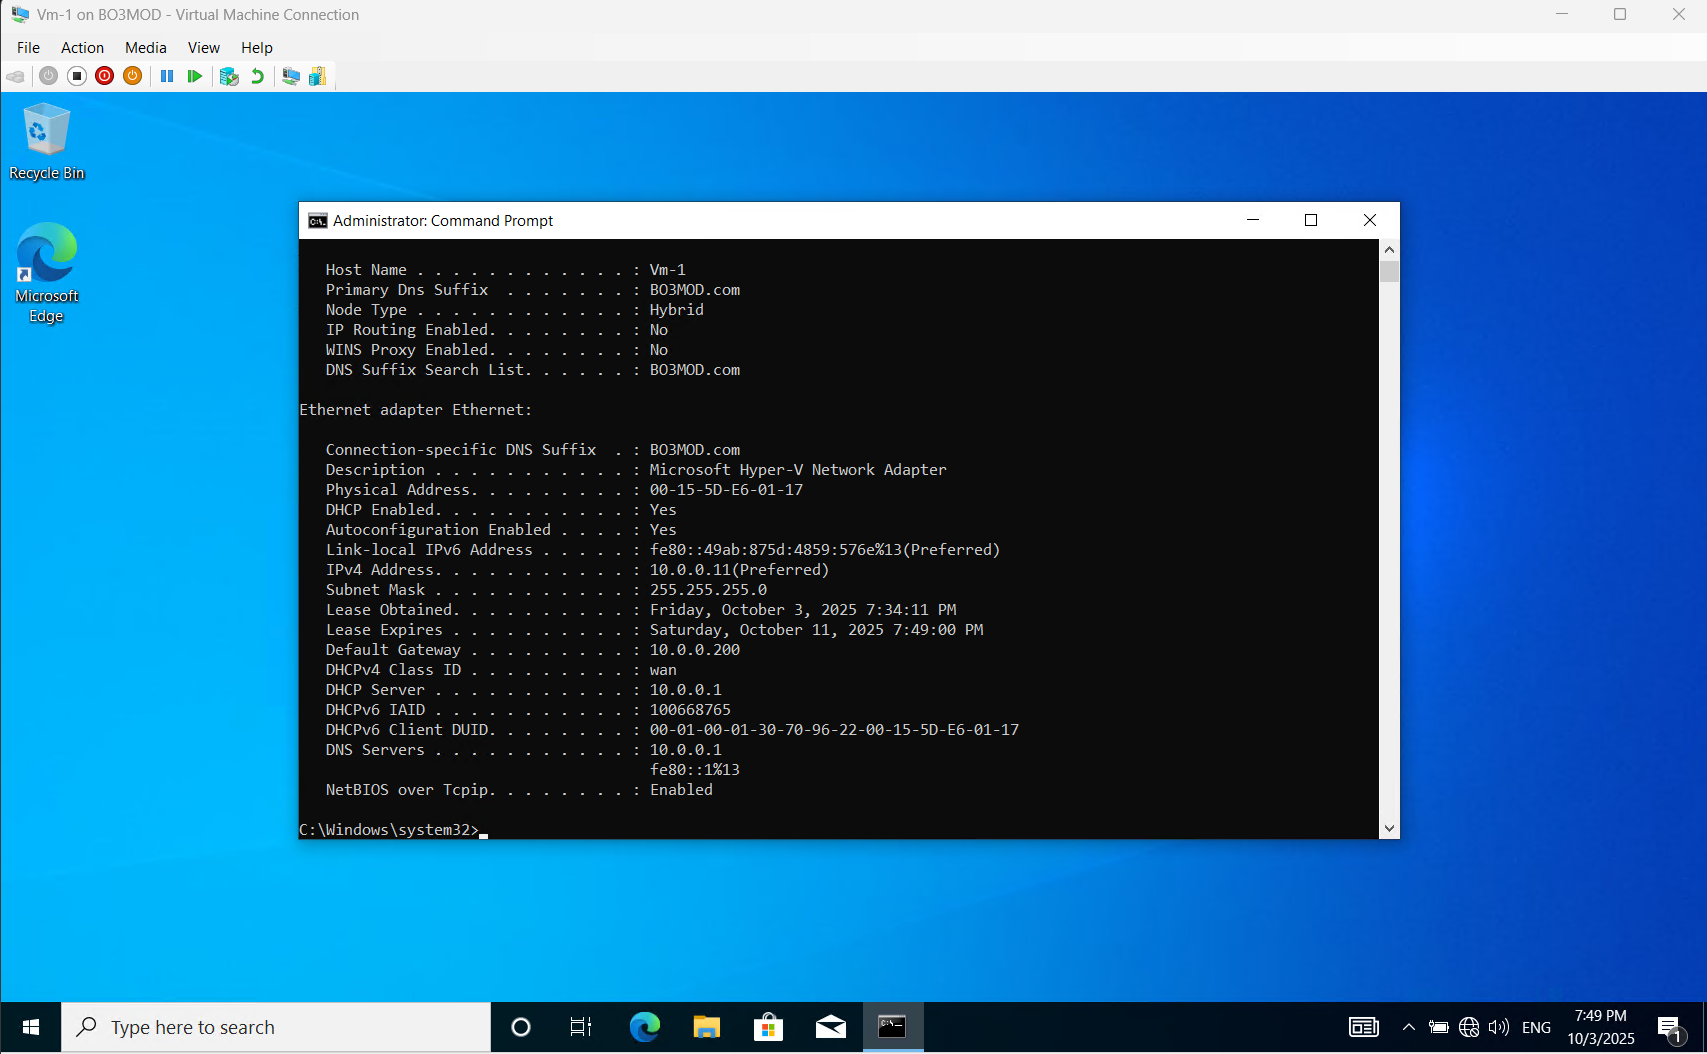 Vm-1 on BO3MOD - Virtual Machine Connection
File Action Media View Help
Recycle Bin
Microsoft
Edge
Administrator: Command Prompt
Host Name . . . . . . . . . . . . : Vm-1
Primary Dns Suffix  . . . . . . . : BO3MOD.com
Node Type . . . . . . . . . . . . : Hybrid
IP Routing Enabled. . . . . . . . : No
WINS Proxy Enabled. . . . . . . . : No
DNS Suffix Search List. . . . . . : BO3MOD.com
Ethernet adapter Ethernet:
Connection-specific DNS Suffix  . : BO3MOD.com
Description . . . . . . . . . . . : Microsoft Hyper-V Network Adapter
Physical Address. . . . . . . . . : 00-15-5D-E6-01-17
DHCP Enabled. . . . . . . . . . . : Yes
Autoconfiguration Enabled . . . . : Yes
Link-local IPv6 Address . . . . . : fe80::49ab:875d:4859:576e%13(Preferred)
IPv4 Address. . . . . . . . . . . : 10.0.0.11(Preferred)
Subnet Mask . . . . . . . . . . . : 255.255.255.0
Lease Obtained. . . . . . . . . . : Friday, October 3, 2025 7:34:11 PM
Lease Expires . . . . . . . . . . : Saturday, October 11, 2025 7:49:00 PM
Default Gateway . . . . . . . . . : 10.0.0.200
DHCPv4 Class ID . . . . . . . . . : wan
DHCP Server . . . . . . . . . . . : 10.0.0.1
DHCPv6 IAID . . . . . . . . . . . : 100668765
DHCPv6 Client DUID. . . . . . . . : 00-01-00-01-30-70-96-22-00-15-5D-E6-01-17
DNS Servers . . . . . . . . . . . : 10.0.0.1
fe80::1%13
NetBIOS over Tcpip. . . . . . . . : Enabled
C:\Windows\system32>
Type here to search
ENG
7:49 PM
10/3/2025
1